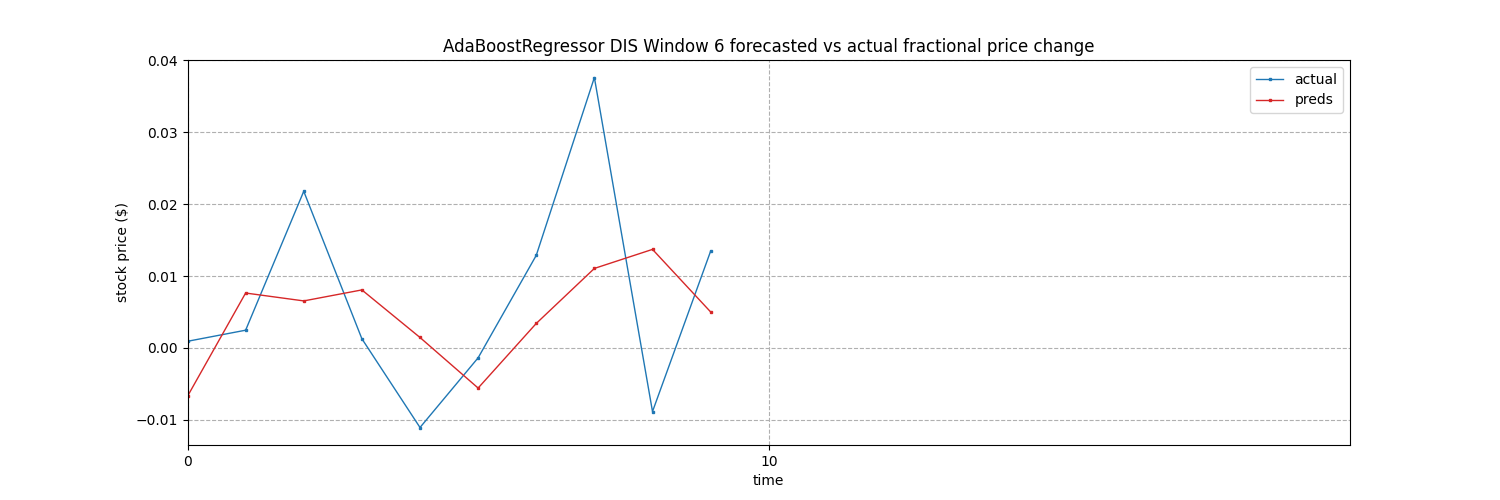 AdaBoostRegressor DIS Window 6 forecasted vs actual fractional price change
actual
preds
0.04
0.03
0.02
0.01
0.00
−0.01
stock price ($)
0
10
time